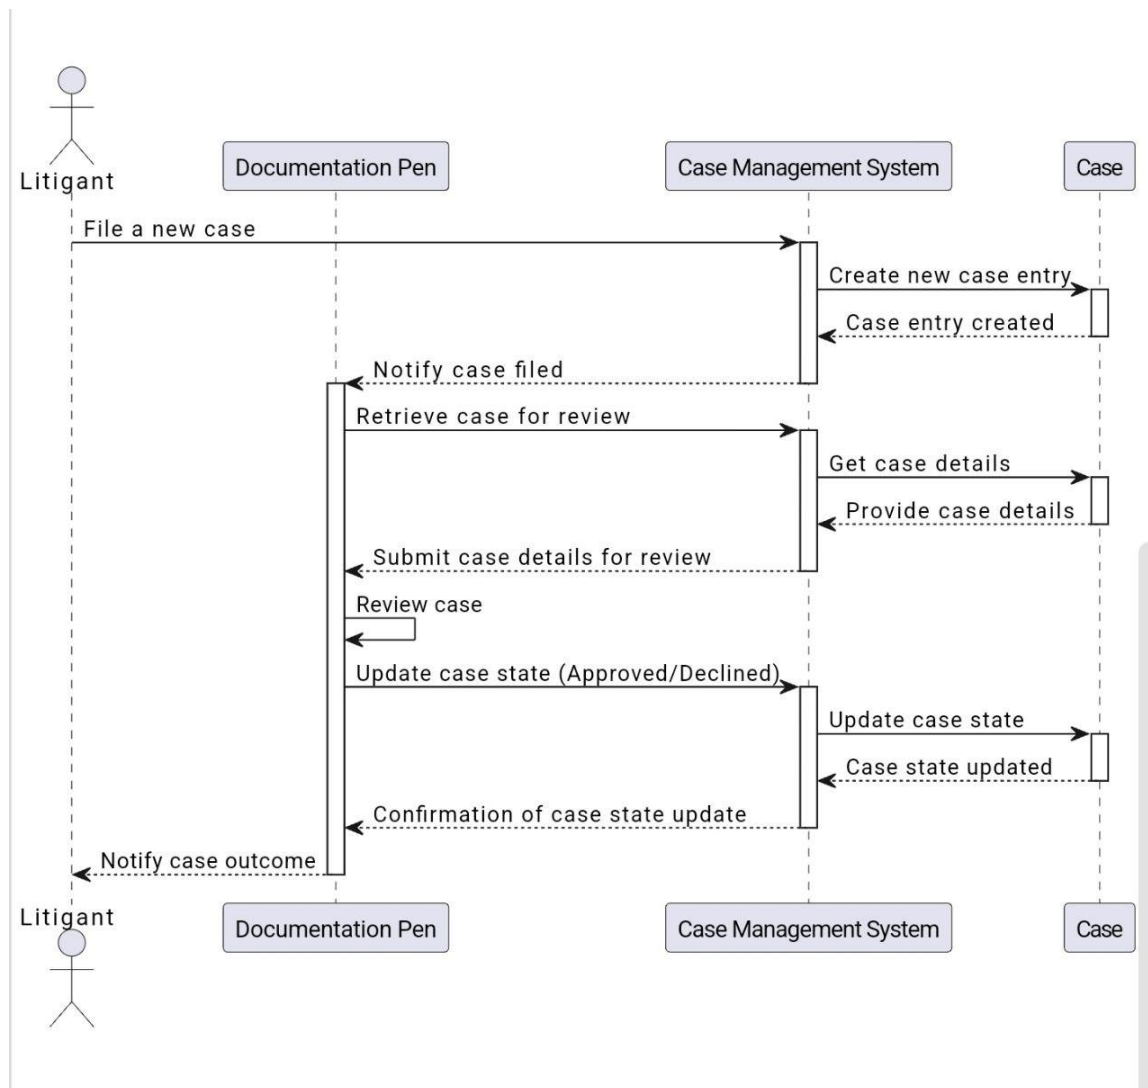 Litigant
Documentation Pen
Case Management System
Case
File a new case
Create new case entry
Case entry created
Notify case filed
Retrieve case for review
Get case details
Provide case details
Submit case details for review
Review case
Update case state (Approved/Declined)
Update case state
Case state updated
Confirmation of case state update
Notify case outcome
Litigant
Documentation Pen
Case Management System
Case